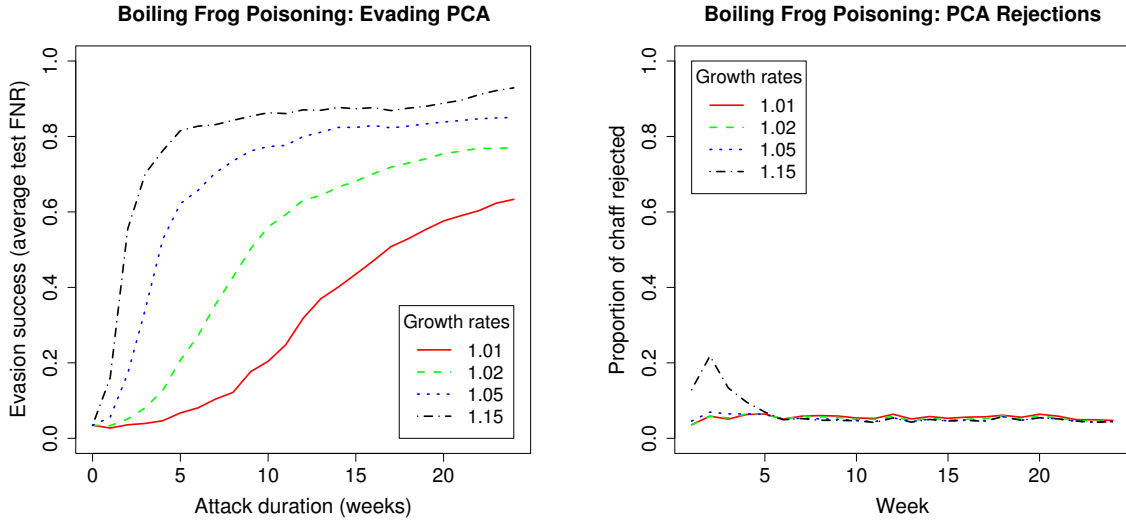 Boiling Frog Poisoning: Evading PCA
Evasion success (average test FNR)
1.0
0.8
0.6
0.4
0.2
0.0
Growth rates
1.01
1.02
1.05
1.15
0 5 10 15 20
Attack duration (weeks)
Boiling Frog Poisoning: PCA Rejections
Proportion of chaff rejected
1.0
0.8
0.6
0.4
0.2
0.0
Growth rates
1.01
1.02
1.05
1.15
5 10 15 20
Week